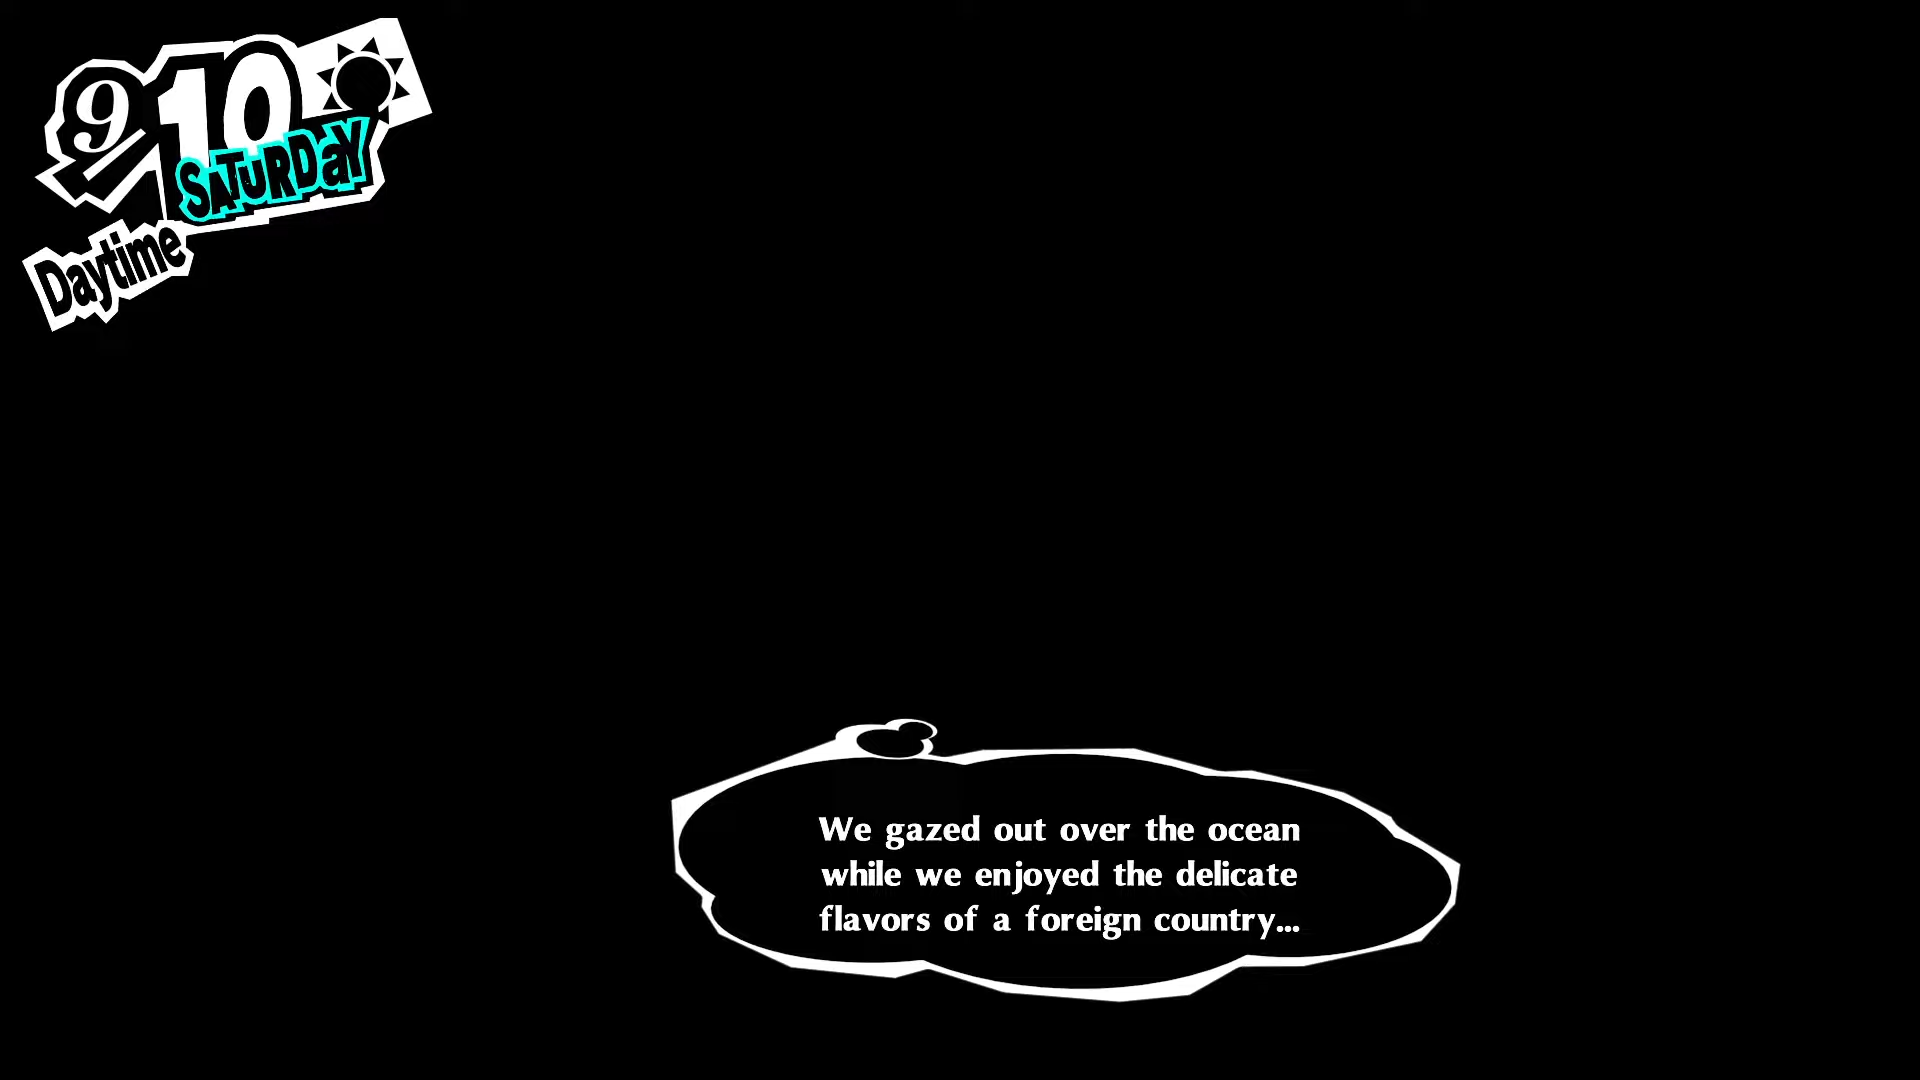 9/10
SATURDAY
Daytime
We gazed out over the ocean
while we enjoyed the delicate
flavors of a foreign country...